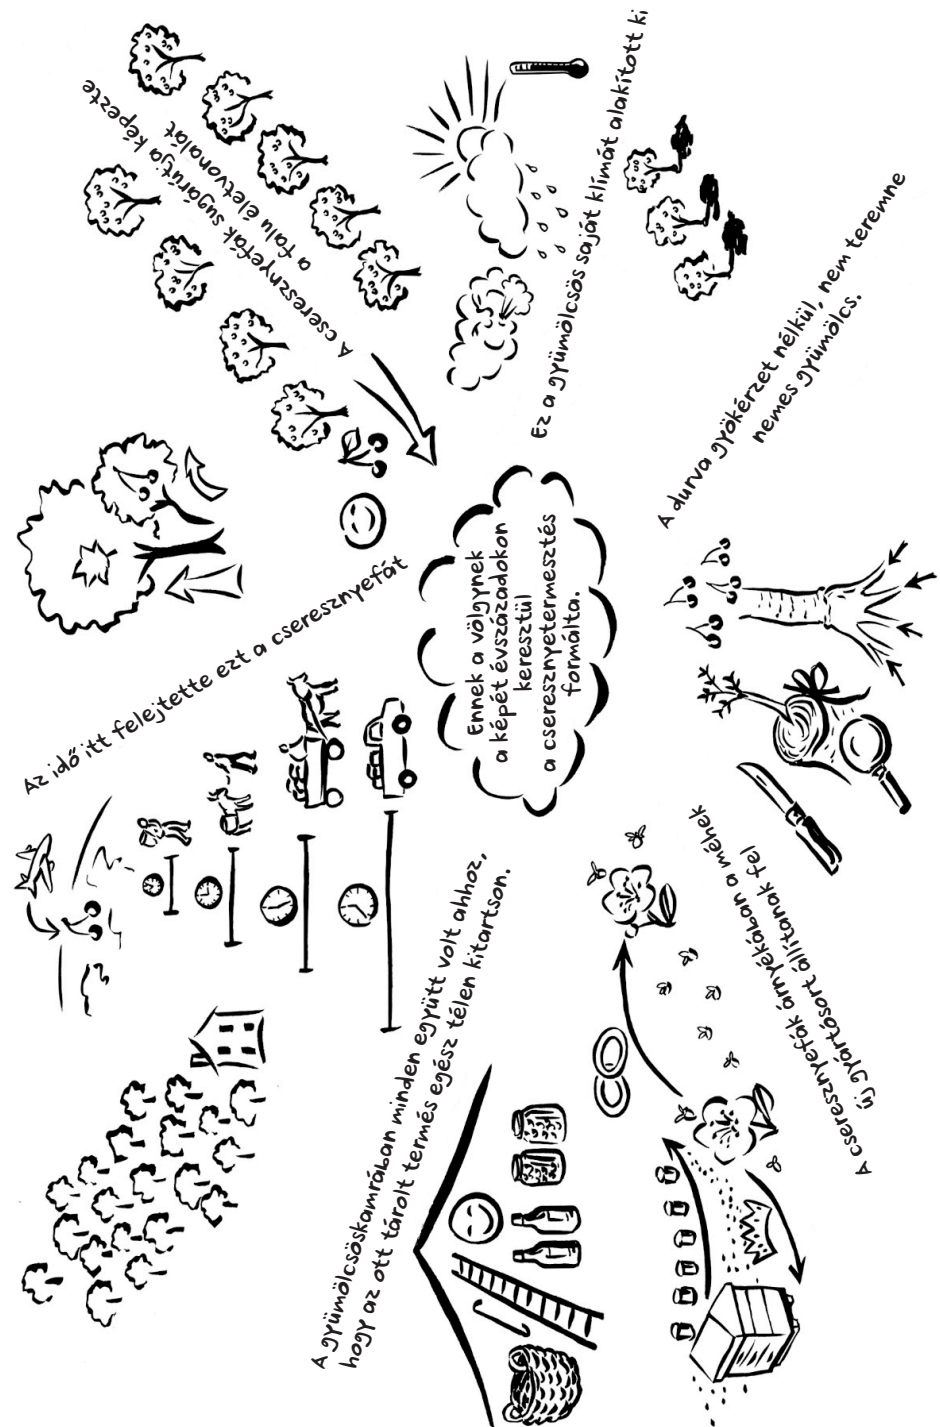 Ennek a völgynek
a képét évszázadokon
keresztül
a cseresznyetermesztés
formálta.
Az idő itt felejtette ezt a cseresznyefát
A cseresznyefák sugárútja képezte
a falu életvonalát
Ez a gyümölcsös saját klímát alakított ki
A durva gyökérzet nélkül, nem teremne
nemes gyümölcs.
A cseresznyefák árnyékában a méhek
új gyártósort állítanak fel
A gyümölcsöskamrában minden együtt volt ahhoz,
hogy az ott tárolt termés egész télen kitartson.